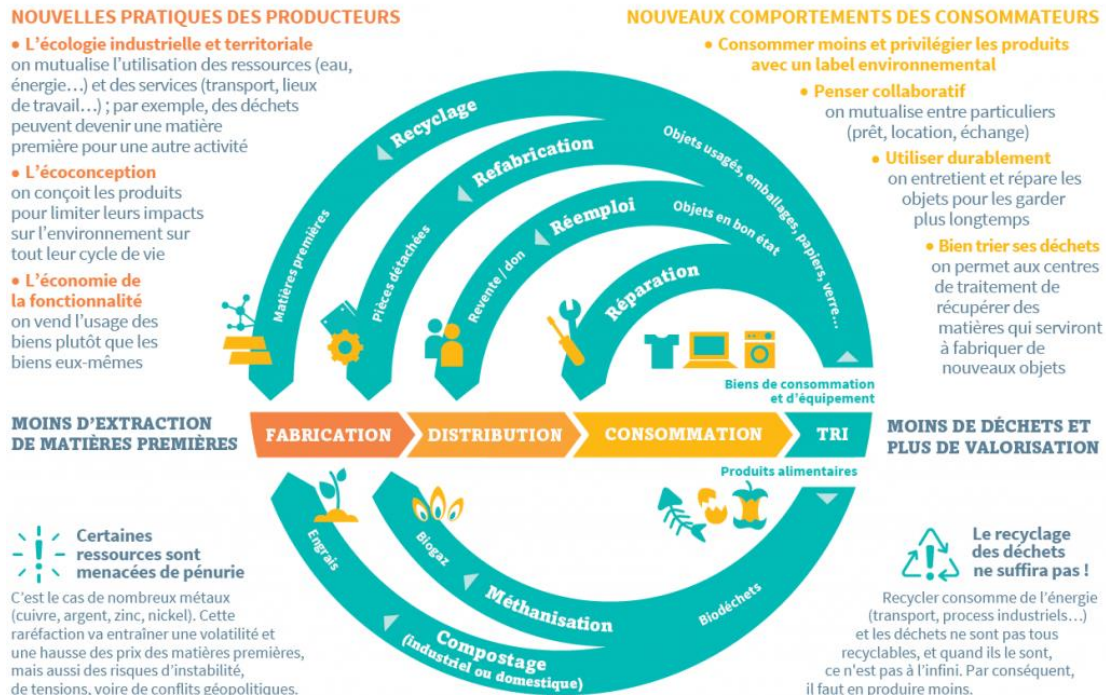 NOUVELLES PRATIQUES DES PRODUCTEURS
• L’écologie industrielle et territoriale
on mutualise l’utilisation des ressources (eau,
énergie…) et des services (transport, lieux
de travail…) ; par exemple, des déchets
peuvent devenir une matière
première pour une autre activité
• L’écoconception
on conçoit les produits
pour limiter leurs impacts
sur l’environnement sur
tout leur cycle de vie
• L’économie de
la fonctionnalité
on vend l’usage des
biens plutôt que les
biens eux-mêmes
NOUVEAUX COMPORTEMENTS DES CONSOMMATEURS
• Consommer moins et privilégier les produits
avec un label environnemental
• Penser collaboratif
on mutualise entre particuliers
(prêt, location, échange)
• Utiliser durablement
on entretient et répare les
objets pour les garder
plus longtemps
• Bien trier ses déchets
on permet aux centres
de traitement de
récupérer des
matières qui serviront
à fabriquer de
nouveaux objets
Matières premières
Recyclage
Objets usagés, emballages, papiers, verre…
Pièces détachées
Refabrication
Revente / don
Réemploi
Objets en bon état
Réparation
Biens de consommation
et d’équipement
MOINS D’EXTRACTION
DE MATIÈRES PREMIÈRES
FABRICATION
DISTRIBUTION
CONSOMMATION
TRI
MOINS DE DÉCHETS ET
PLUS DE VALORISATION
Produits alimentaires
Engrais
Biogaz
Méthanisation
Biodéchets
Compostage
(industriel ou domestique)
Certaines
ressources sont
menacées de pénurie
C’est le cas de nombreux métaux
(cuivre, argent, zinc, nickel). Cette
raréfaction va entraîner une volatilité et
une hausse des prix des matières premières,
mais aussi des risques d’instabilité,
de tensions, voire de conflits géopolitiques.
Le recyclage
des déchets
ne suffira pas !
Recycler consomme de l’énergie
(transport, process industriels…)
et les déchets ne sont pas tous
recyclables, et quand ils le sont,
ce n'est pas à l’infini. Par conséquent,
il faut en produire moins.